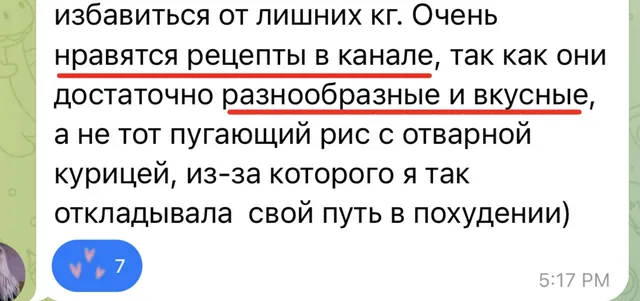 избавиться от лишних кг. Очень
нравятся рецепты в канале, так как они
достаточно разнообразные и вкусные,
а не тот пугающий рис с отварной
курицей, из-за которого я так
откладывала  свой путь в похудении)
7
5:17 PM